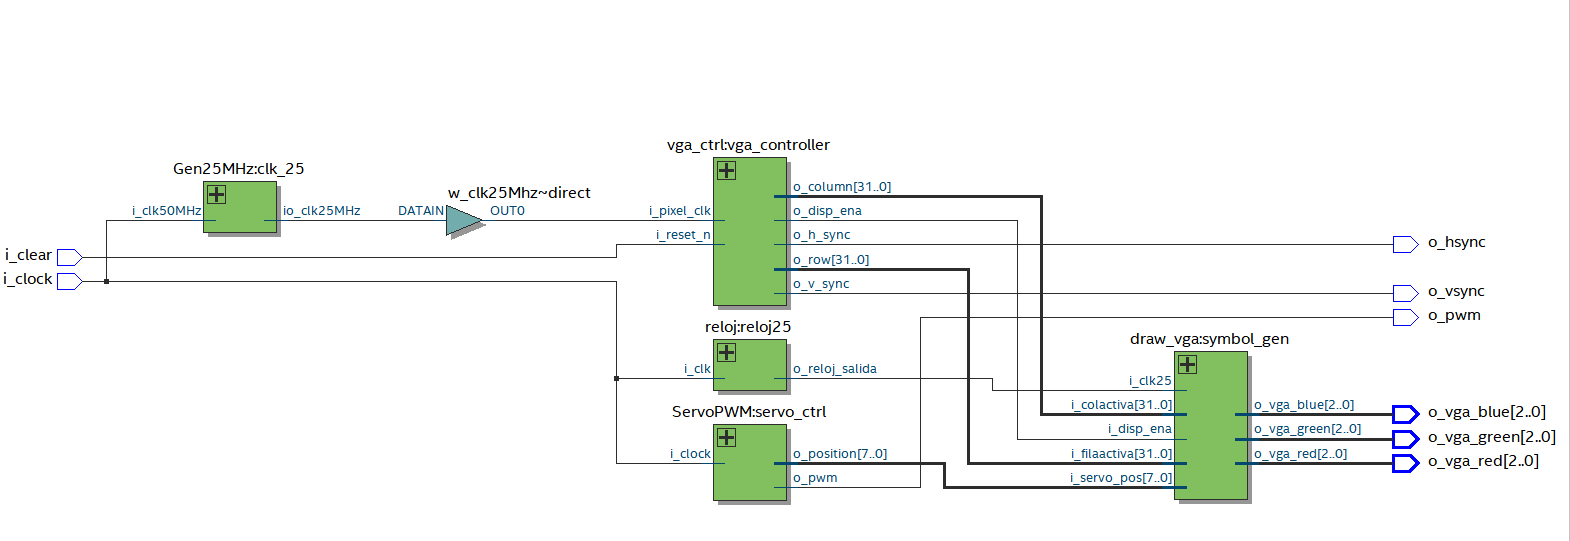 vga_ctrl:vga_controller
Gen25MHz:clk_25
o_column[31..0]
w_clk25Mhz~direct
i_clk50MHz
io_clk25MHz
DATAIN
OUT0
i_pixel_clk
o_disp_ena
i_reset_n
o_h_sync
o_hsync
i_clear
o_row[31..0]
i_clock
o_v_sync
o_vsync
o_pwm
reloj:reloj25
draw_vga:symbol_gen
i_clk
o_reloj_salida
i_clk25
ServoPWM:servo_ctrl
i_colactiva[31..0]
o_vga_blue[2..0]
o_vga_blue[2..0]
i_disp_ena
o_vga_green[2..0]
o_vga_green[2..0]
i_clock
o_position[7..0]
i_filaactiva[31..0]
o_vga_red[2..0]
o_vga_red[2..0]
o_pwm
i_servo_pos[7..0]